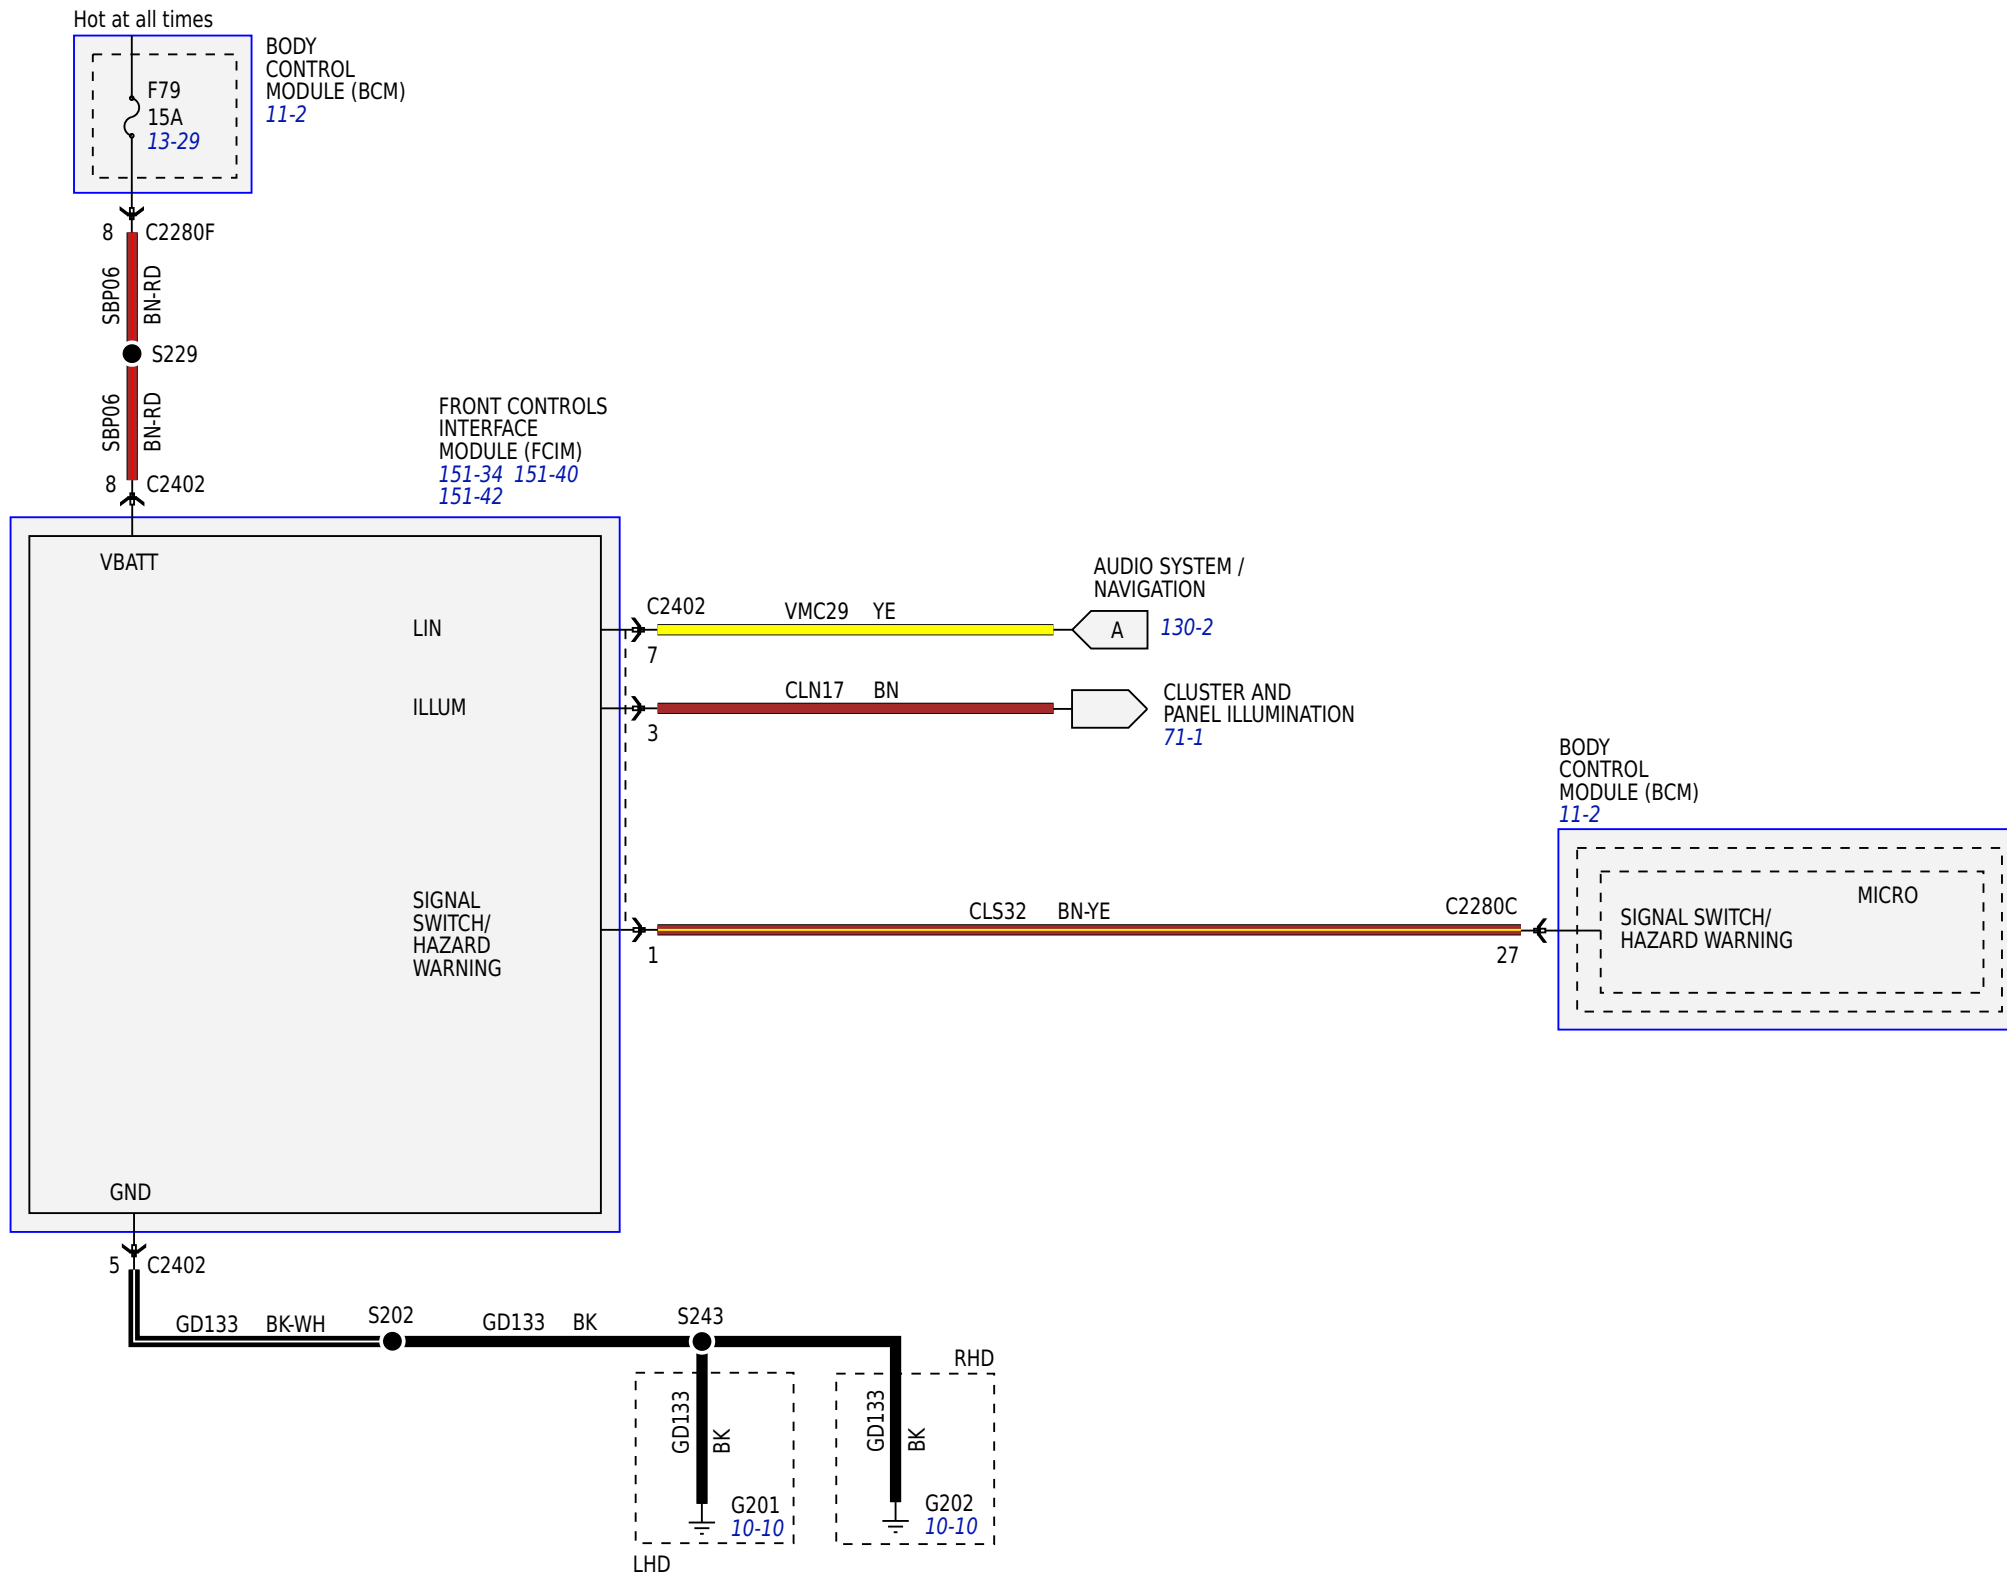 Hot at all times
BODY
CONTROL
MODULE (BCM)
11-2
F79
15A
13-29
8
C2280F
SBP06
BN-RD
S229
SBP06
BN-RD
8
C2402
FRONT CONTROLS
INTERFACE
MODULE (FCIM)
151-34 151-40
151-42
VBATT
LIN
C2402
7
VMC29 YE
AUDIO SYSTEM /
NAVIGATION
A
130-2
ILLUM
3
CLN17 BN
CLUSTER AND
PANEL ILLUMINATION
71-1
BODY
CONTROL
MODULE (BCM)
11-2
SIGNAL
SWITCH/
HAZARD
WARNING
1
CLS32 BN-YE
C2280C
27
MICRO
SIGNAL SWITCH/
HAZARD WARNING
GND
5
C2402
GD133 BK-WH
S202
GD133 BK
S243
RHD
GD133
BK
G201
10-10
LHD
GD133
BK
G202
10-10